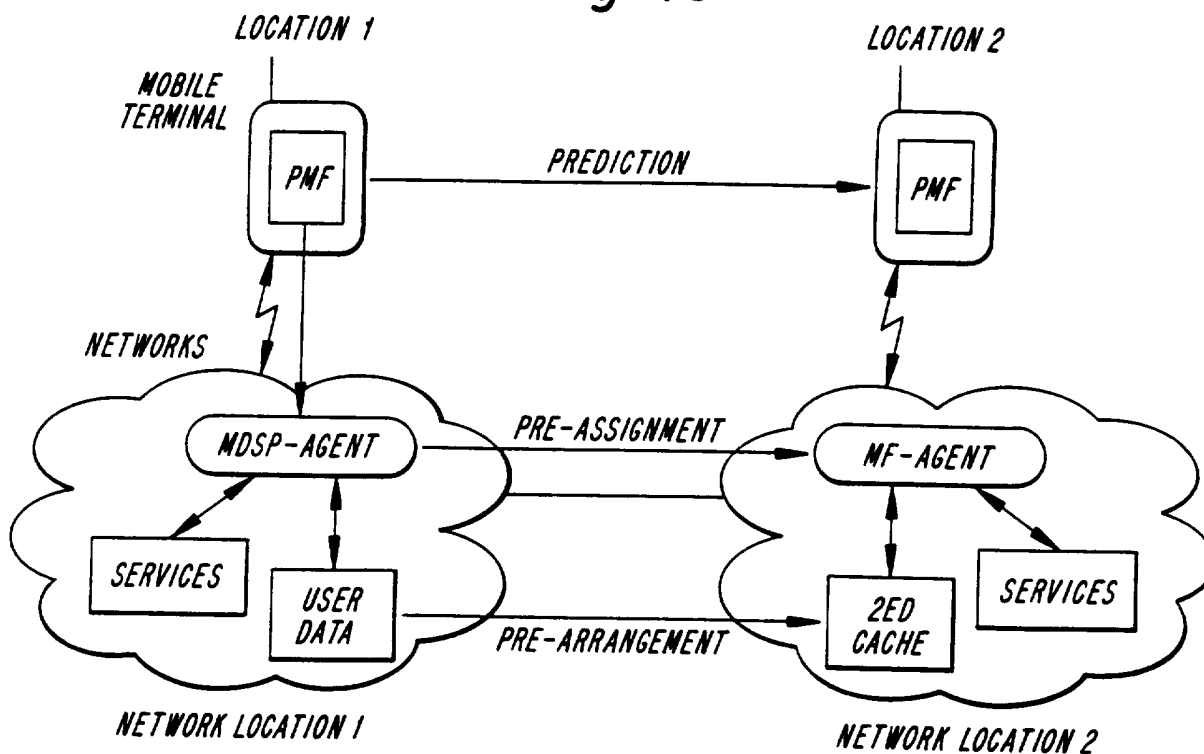 LOCATION 1
LOCATION 2
MOBILE
TERMINAL
PMF
PREDICTION
PMF
NETWORKS
MDSP-AGENT
PRE-ASSIGNMENT
MF-AGENT
SERVICES
USER
DATA
PRE-ARRANGEMENT
2ED
CACHE
SERVICES
NETWORK LOCATION 1
NETWORK LOCATION 2